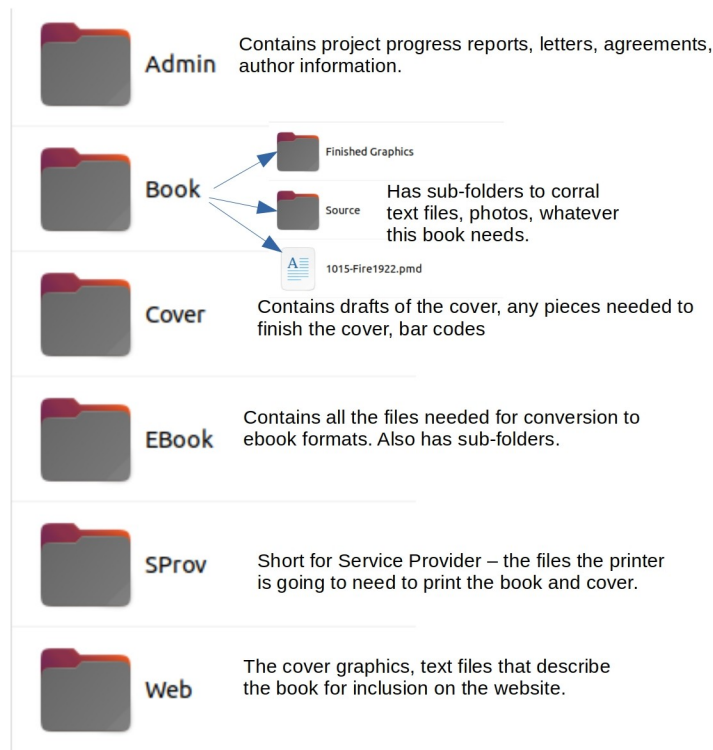 Admin
Contains project progress reports, letters, agreements,
author information.
Book
Finished Graphics
Source
1015-Fire1922.pmd
Has sub-folders to corral
text files, photos, whatever
this book needs.
Cover
Contains drafts of the cover, any pieces needed to
finish the cover, bar codes
EBook
Contains all the files needed for conversion to
ebook formats. Also has sub-folders.
SProv
Short for Service Provider – the files the printer
is going to need to print the book and cover.
Web
The cover graphics, text files that describe
the book for inclusion on the website.